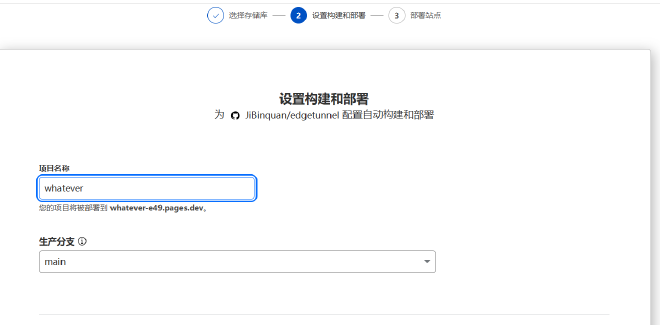 选择存储库 2 设置构建和部署 3 部署站点
设置构建和部署
为 JiBinquan/edgetunnel 配置自动构建和部署
项目名称
whatever
您的项目将被部署到 whatever-e49.pages.dev。
生产分支
main